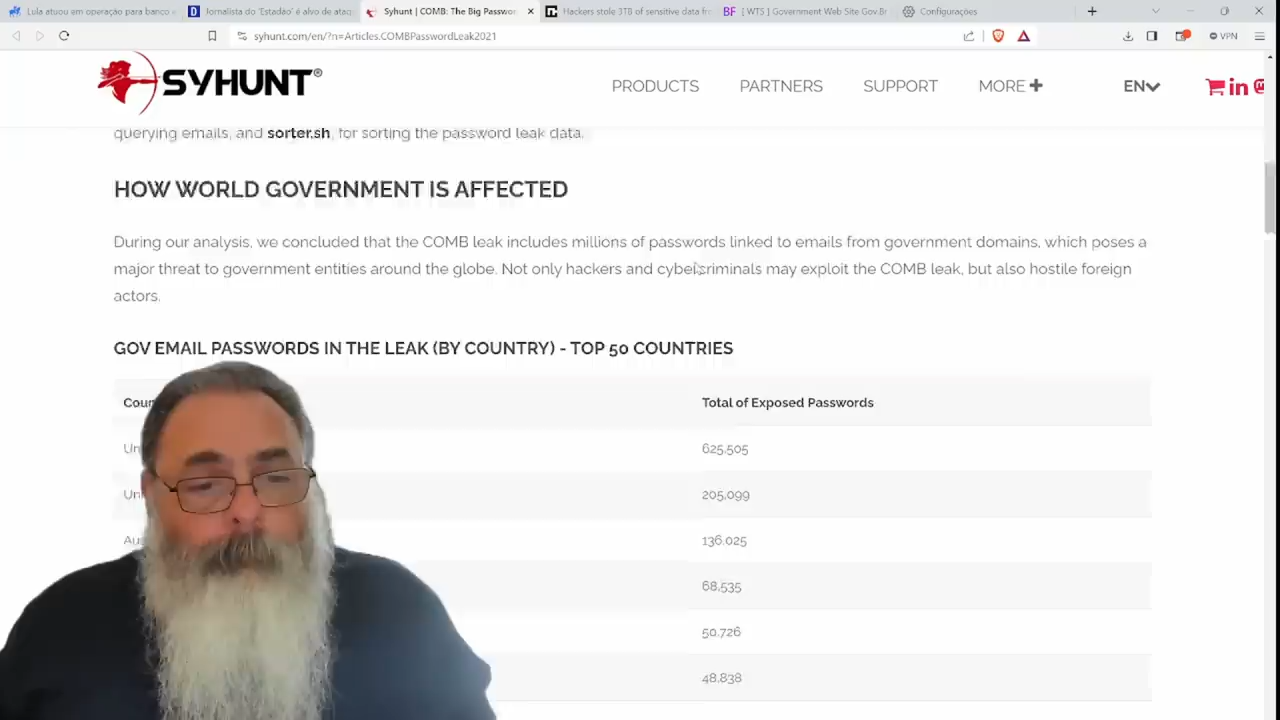 Lula atuou em operação para banco e
Jornalista do 'Estadão' é alvo de ataq
Syhunt | COMB: The Big Passwor
Hackers stole 3TB of sensitive data fr
[ WTS ] Government Web Site Gov.Br
Configurações
syhunt.com/en/?n=Articles.COMBPasswordLeak2021
VPN
SYHUNT®
PRODUCTS
PARTNERS
SUPPORT
MORE
EN
querying emails, and sorter.sh, for sorting the password leak data.
HOW WORLD GOVERNMENT IS AFFECTED
During our analysis, we concluded that the COMB leak includes millions of passwords linked to emails from government domains, which poses a
major threat to government entities around the globe. Not only hackers and cybercriminals may exploit the COMB leak, but also hostile foreign
actors.
GOV EMAIL PASSWORDS IN THE LEAK (BY COUNTRY) - TOP 50 COUNTRIES
Total of Exposed Passwords
625,505
205,099
136,025
68,535
50,726
48,838